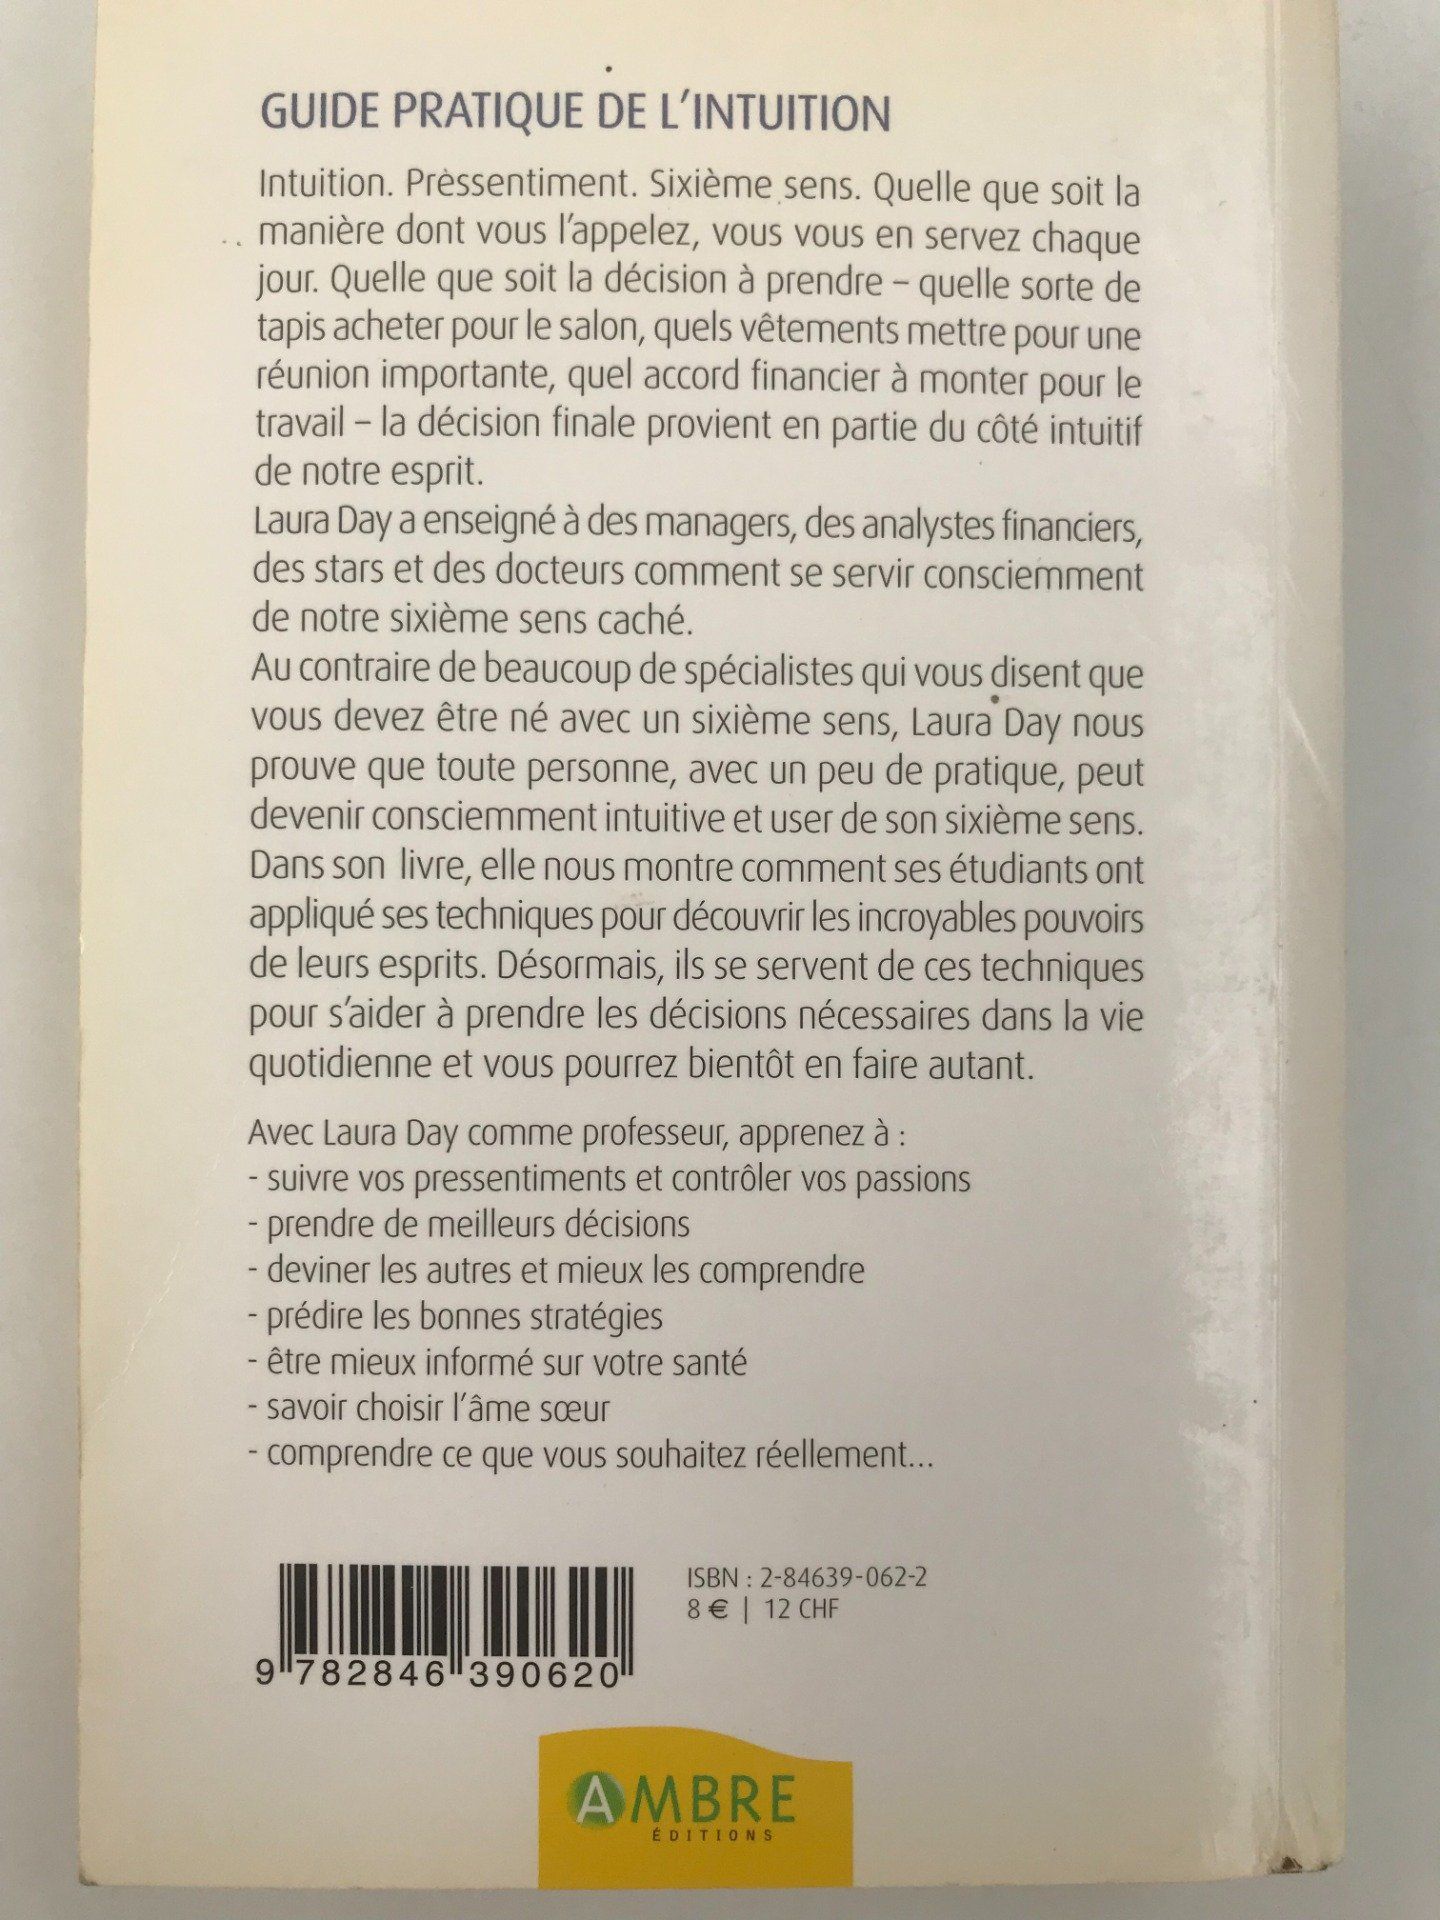 GUIDE PRATIQUE DE L'INTUITION
Intuition. Pressentiment. Sixième sens. Quelle que soit la
manière dont vous l'appelez, vous vous en servez chaque
jour. Quelle que soit la décision à prendre – quelle sorte de
tapis acheter pour le salon, quels vêtements mettre pour une
réunion importante, quel accord financier à monter pour le
travail – la décision finale provient en partie du côté intuitif
de notre esprit.
Laura Day a enseigné à des managers, des analystes financiers,
des stars et des docteurs comment se servir consciemment
de notre sixième sens caché.
Au contraire de beaucoup de spécialistes qui vous disent que
vous devez être né avec un sixième sens, Laura Day nous
prouve que toute personne, avec un peu de pratique, peut
devenir consciemment intuitive et user de son sixième sens.
Dans son livre, elle nous montre comment ses étudiants ont
appliqué ses techniques pour découvrir les incroyables pouvoirs
de leurs esprits. Désormais, ils se servent de ces techniques
pour s'aider à prendre les décisions nécessaires dans la vie
quotidienne et vous pourrez bientôt en faire autant.
Avec Laura Day comme professeur, apprenez à :
- suivre vos pressentiments et contrôler vos passions
- prendre de meilleurs décisions
- deviner les autres et mieux les comprendre
- prédire les bonnes stratégies
- être mieux informé sur votre santé
- savoir choisir l'âme sœur
- comprendre ce que vous souhaitez réellement...
ISBN : 2-84639-062-2
8 € | 12 CHF
9 782846 390620
AMBRE
ÉDITIONS